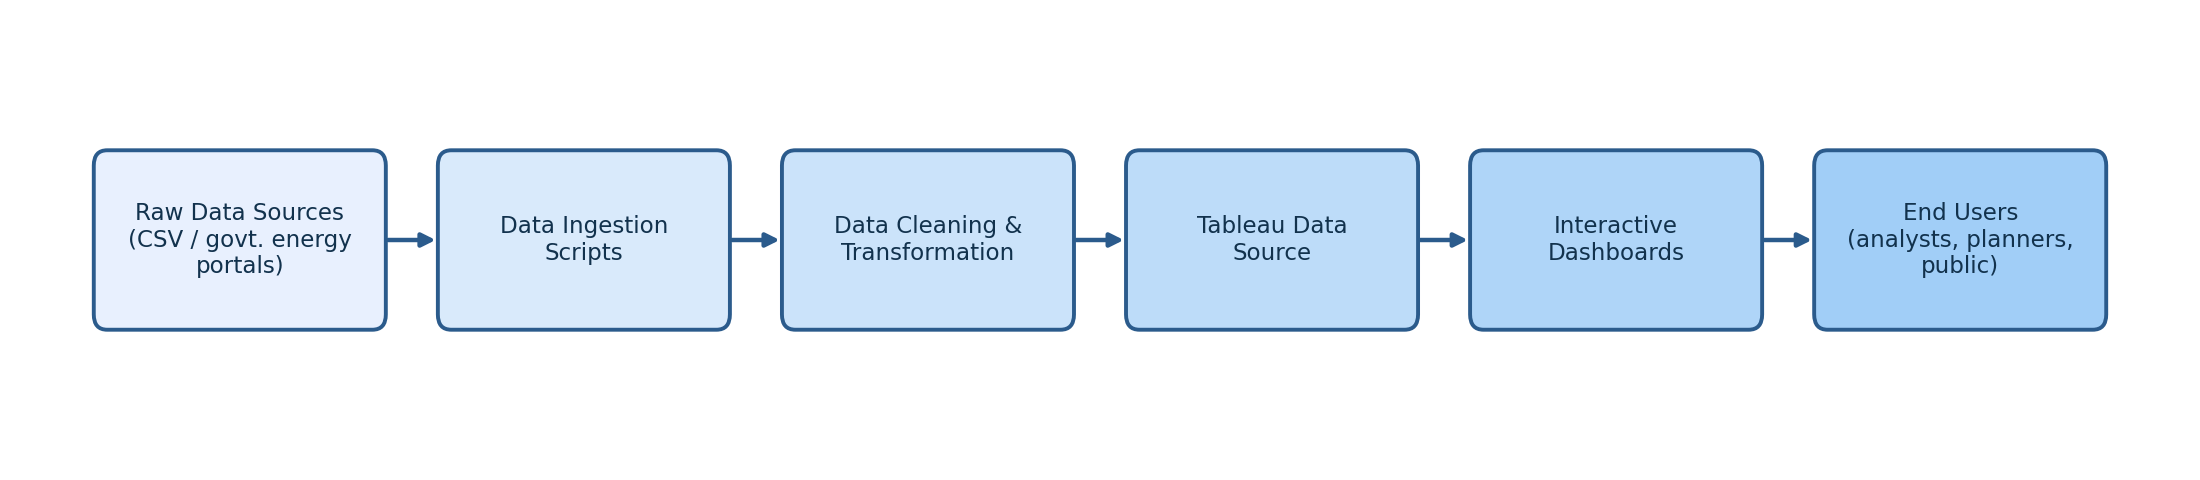 Raw Data Sources
(CSV / govt. energy
portals)
Data Ingestion
Scripts
Data Cleaning &
Transformation
Tableau Data
Source
Interactive
Dashboards
End Users
(analysts, planners,
public)